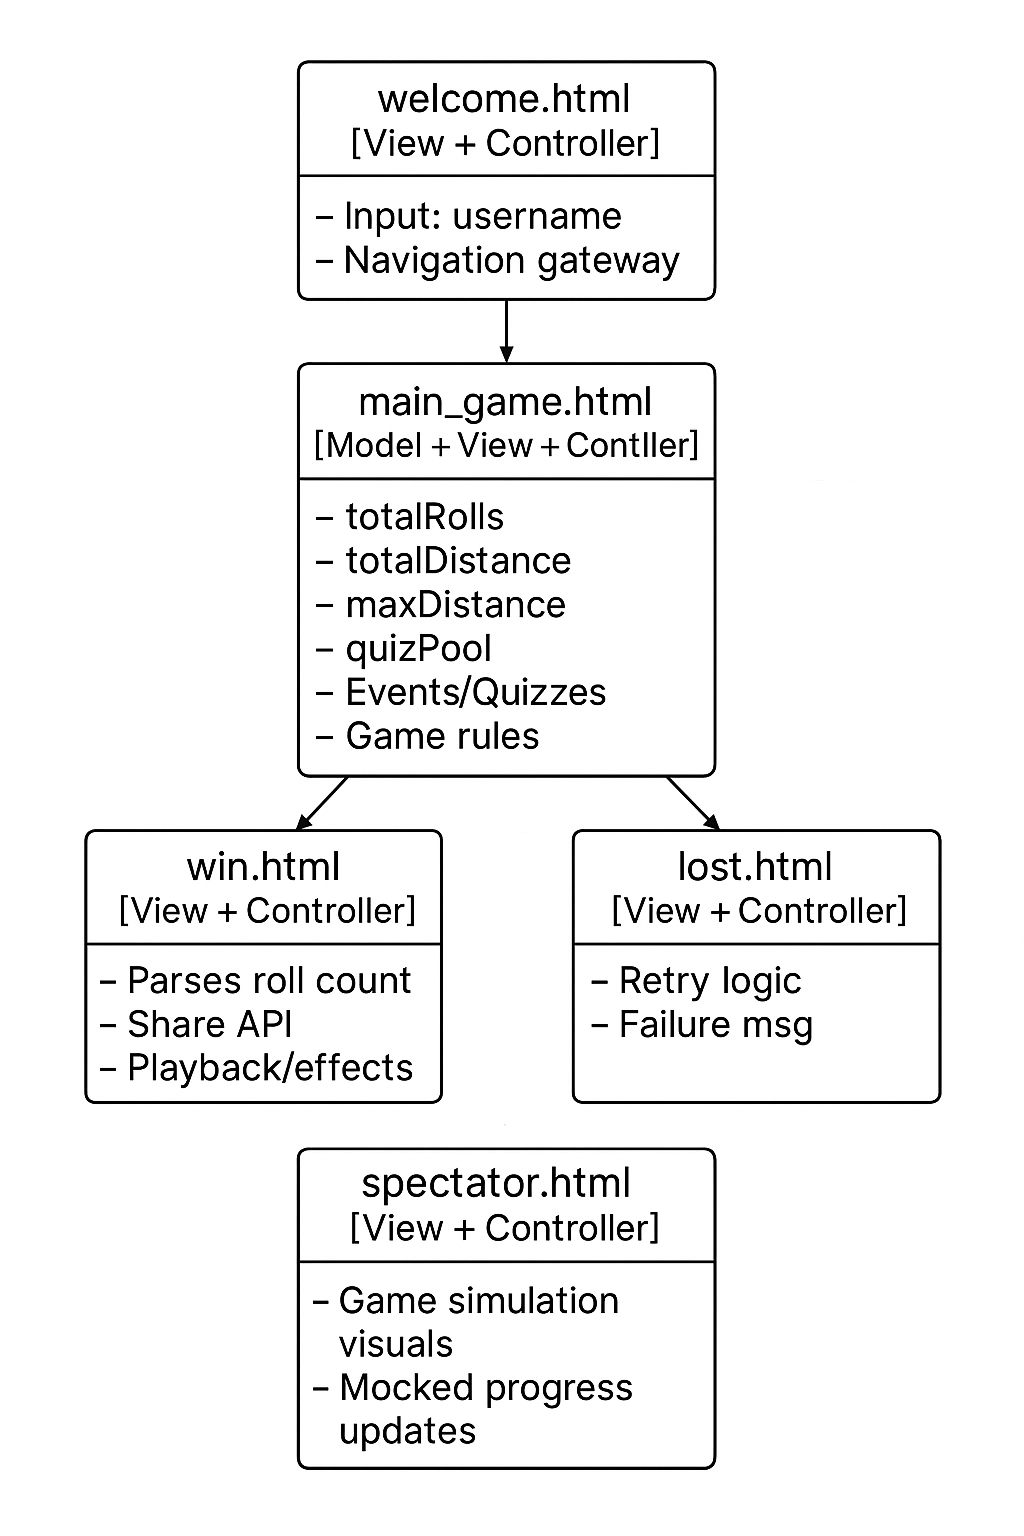 welcome.html
[View + Controller]
– Input: username
– Navigation gateway
main_game.html
[Model + View + Contller]
– totalRolls
– totalDistance
– maxDistance
– quizPool
– Events/Quizzes
– Game rules
win.html
[View + Controller]
– Parses roll count
– Share API
– Playback/effects
lost.html
[View + Controller]
– Retry logic
– Failure msg
spectator.html
[View + Controller]
– Game simulation
visuals
– Mocked progress
updates